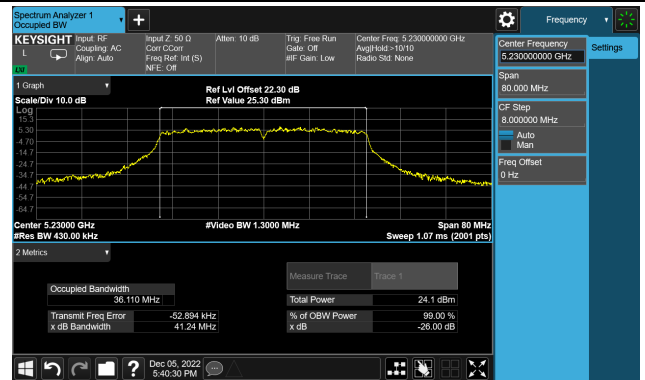 Spectrum Analyzer 1
Occupied BW
Frequency
KEYSIGHT
L
Input: RF
Coupling: AC
Align: Auto
Input Z: 50 Ω
Corr CCorr
Freq Ref: Int (S)
NFE: Off
Atten: 10 dB
Trig: Free Run
Gate: Off
#IF Gain: Low
Center Freq: 5.230000000 GHz
Avg|Hold:>10/10
Radio Std: None
Center Frequency
5.230000000 GHz
Settings
Span
80.000 MHz
CF Step
8.000000 MHz
Auto
Man
Freq Offset
0 Hz
1 Graph
Scale/Div 10.0 dB
Ref Lvl Offset 22.30 dB
Ref Value 25.30 dBm
Log
15.3
5.30
-4.70
-14.7
-24.7
-34.7
-44.7
-54.7
-64.7
Center 5.23000 GHz
#Video BW 1.3000 MHz
Span 80 MHz
#Res BW 430.00 kHz
Sweep 1.07 ms (2001 pts)
2 Metrics
Measure Trace
Trace 1
Occupied Bandwidth
36.110 MHz
Total Power
24.1 dBm
Transmit Freq Error
-52.894 kHz
% of OBW Power
99.00 %
x dB Bandwidth
41.24 MHz
x dB
-26.00 dB
Dec 05, 2022
5:40:30 PM